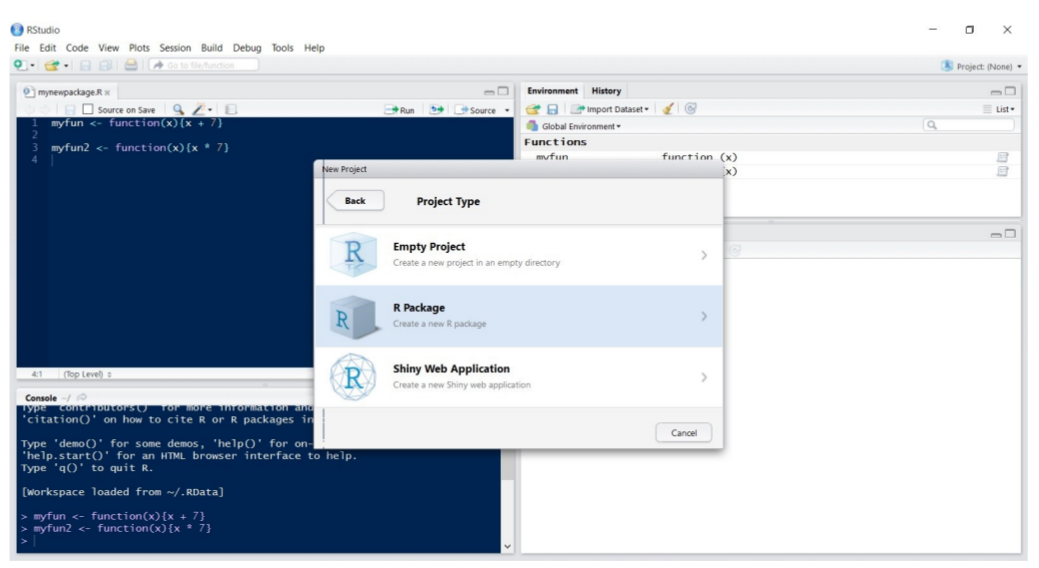 RStudio
File Edit Code View Plots Session Build Debug Tools Help
Go to file/function
Project: (None)
mynewpackage.R
Source on Save
Run
Source
1 myfun <- function(x){x + 7}
2
3 myfun2 <- function(x){x * 7}
4
4:1 (Top Level)
Console ~/
Type 'contributors()' for more information and
'citation()' on how to cite R or R packages in
Type 'demo()' for some demos, 'help()' for on-
'help.start()' for an HTML browser interface to help.
Type 'q()' to quit R.
[Workspace loaded from ~/.RData]
> myfun <- function(x){x + 7}
> myfun2 <- function(x){x * 7}
>
Environment History
Import Dataset
List
Global Environment
Functions
myfun function (x)
x)
New Project
Back
Project Type
Empty Project
Create a new project in an empty directory
R Package
Create a new R package
Shiny Web Application
Create a new Shiny web application
Cancel